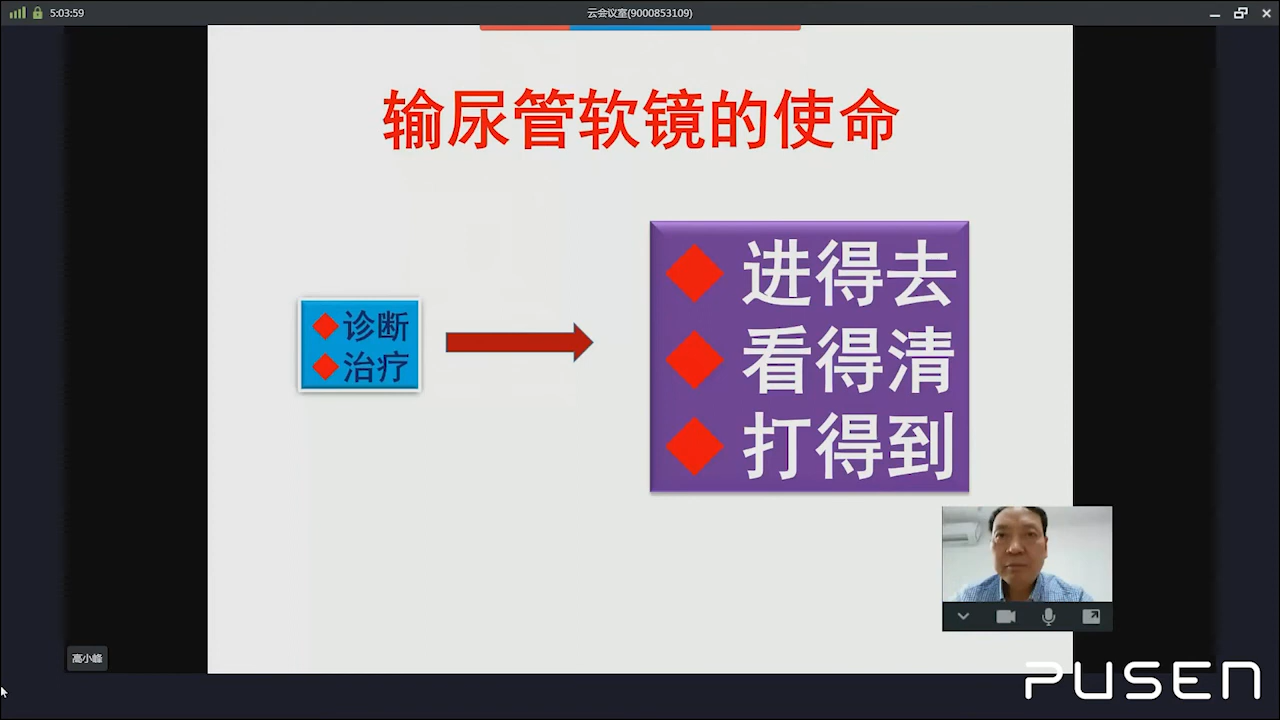 5:03:59
云会议室(9000853109)
输尿管软镜的使命
诊断
治疗
进得去
看得清
打得到
高小峰
PUSEN